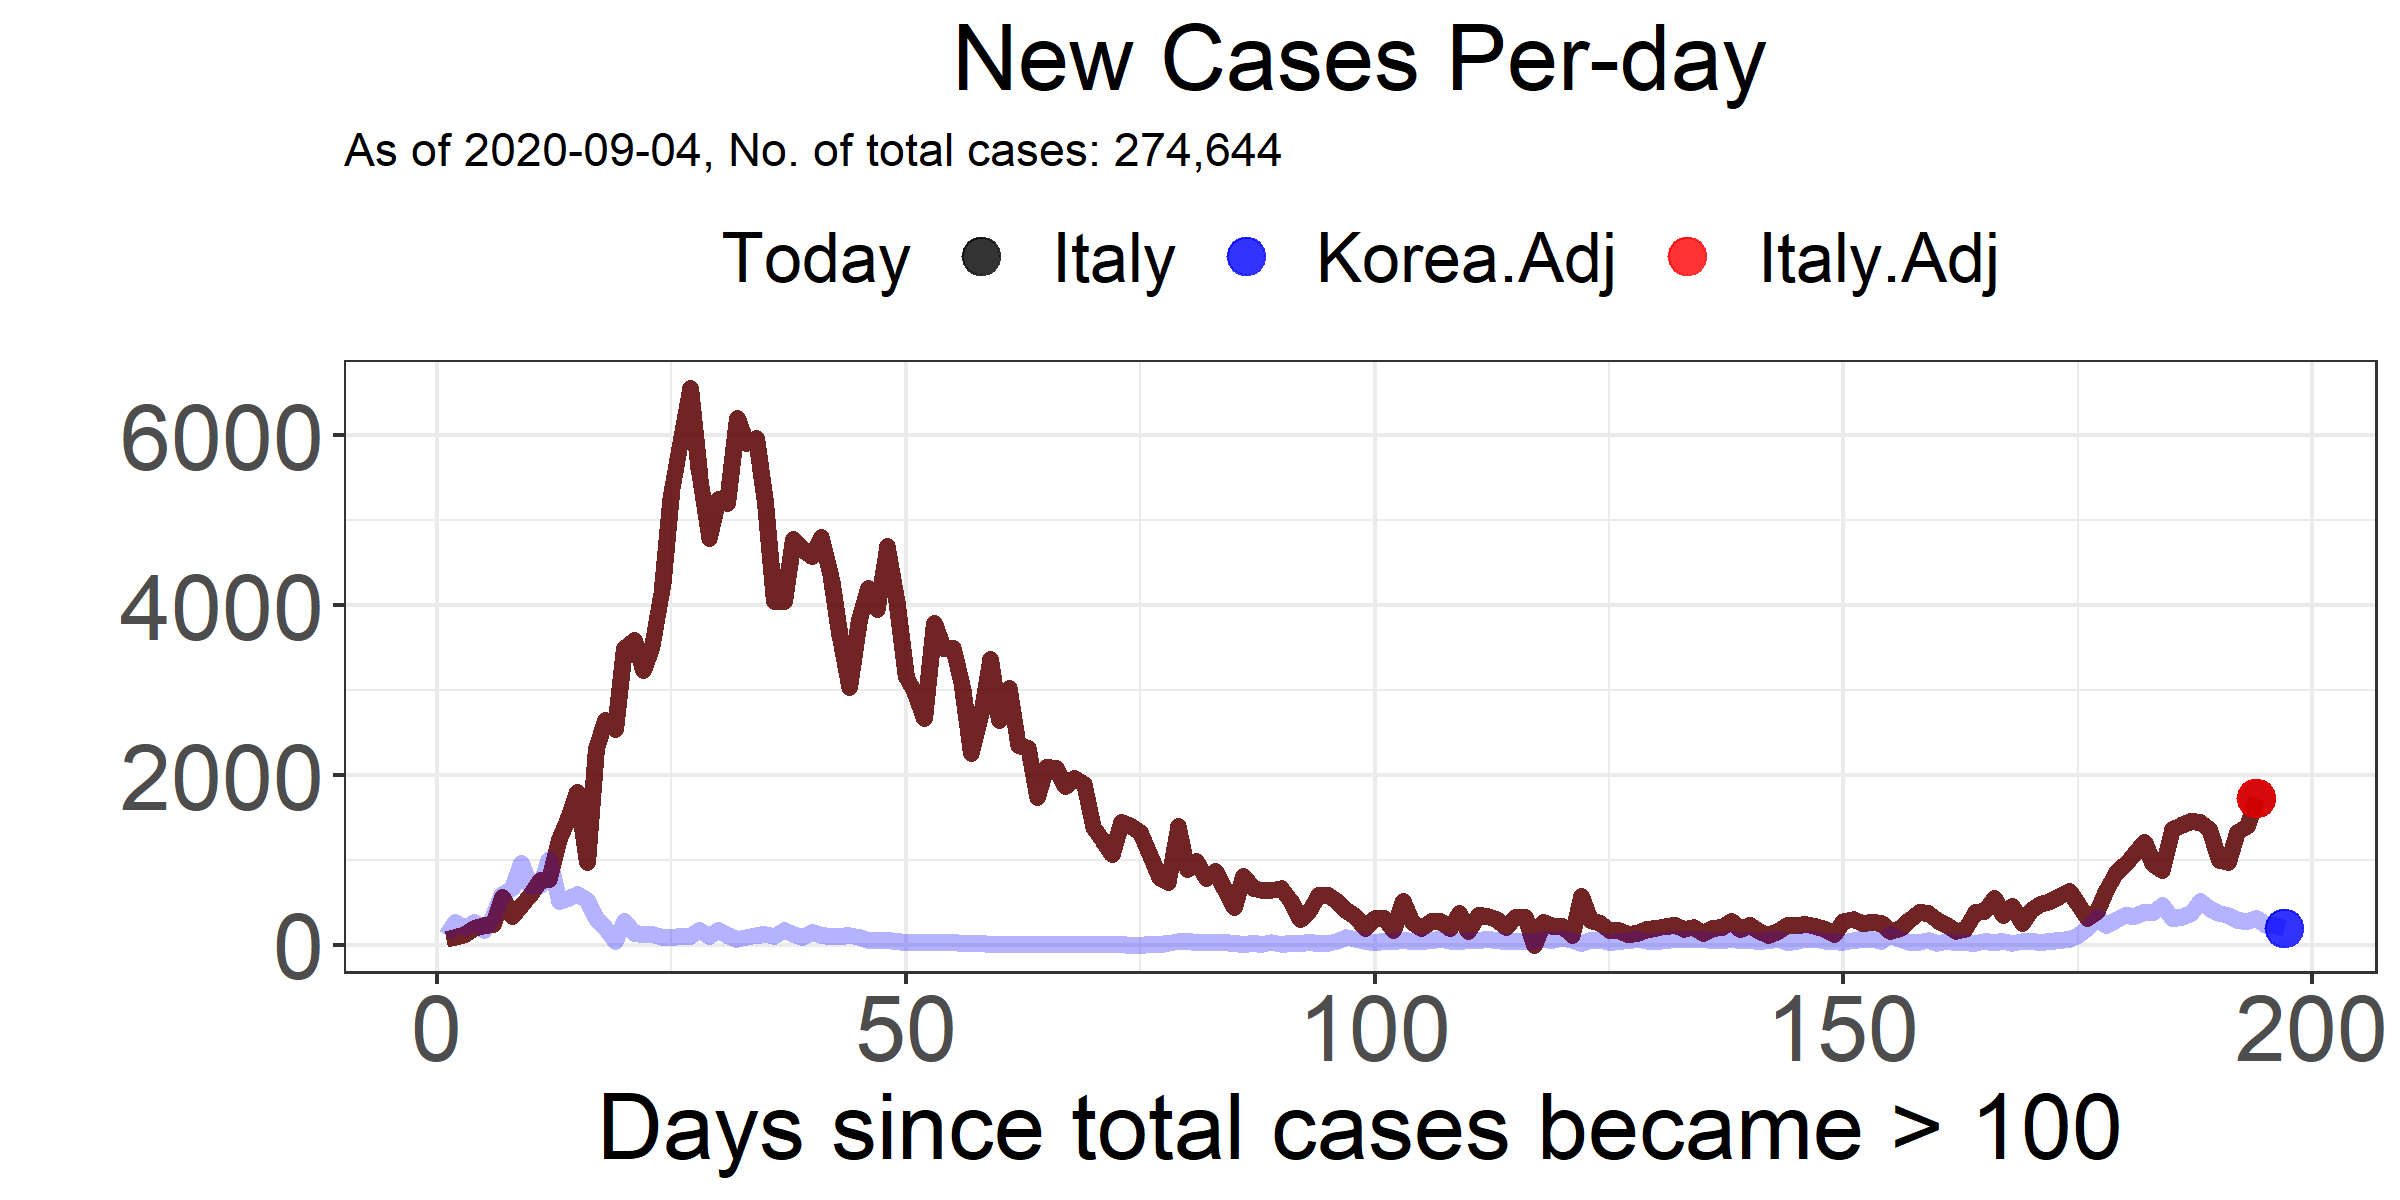 New Cases Per-day
As of 2020-09-04, No. of total cases: 274,644
Today Italy Korea.Adj Italy.Adj
6000
4000
2000
0
0 50 100 150 200
Days since total cases became > 100